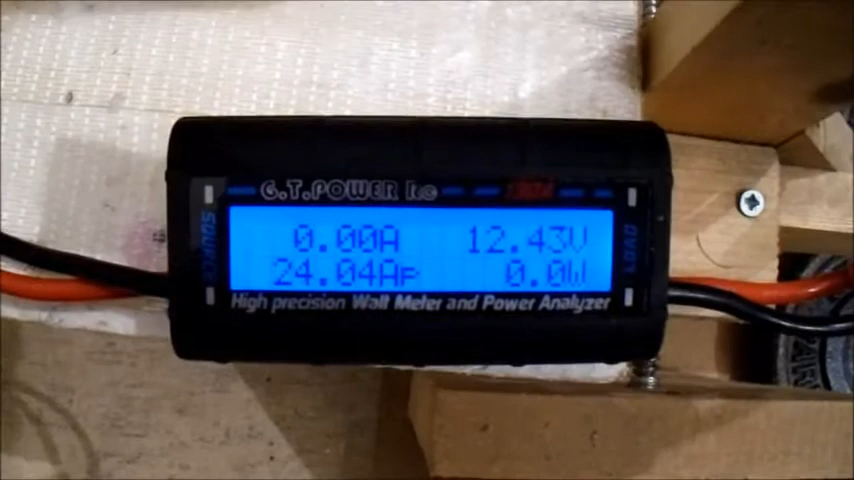 G.T.POWER RC
130A
SOURCE
LOAD
0.00A 12.43V
24.04Ap 0.0W
High precision Watt Meter and Power Analyzer